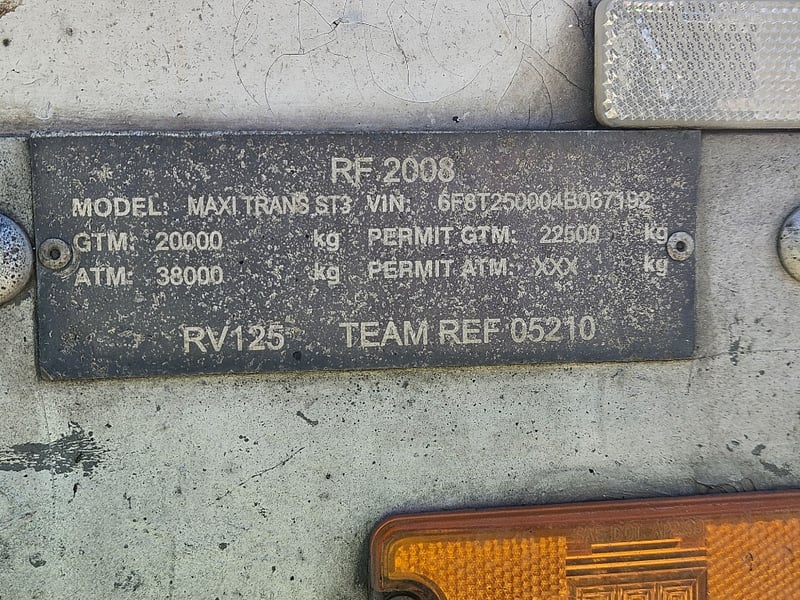 RF 2008
MODEL: MAXI TRANS ST3 VIN: 6F8T250004B067192
GTM: 20000 kg PERMIT GTM: 22500 kg
ATM: 38000 kg PERMIT ATM: XXX kg
RV125 TEAM REF 05210